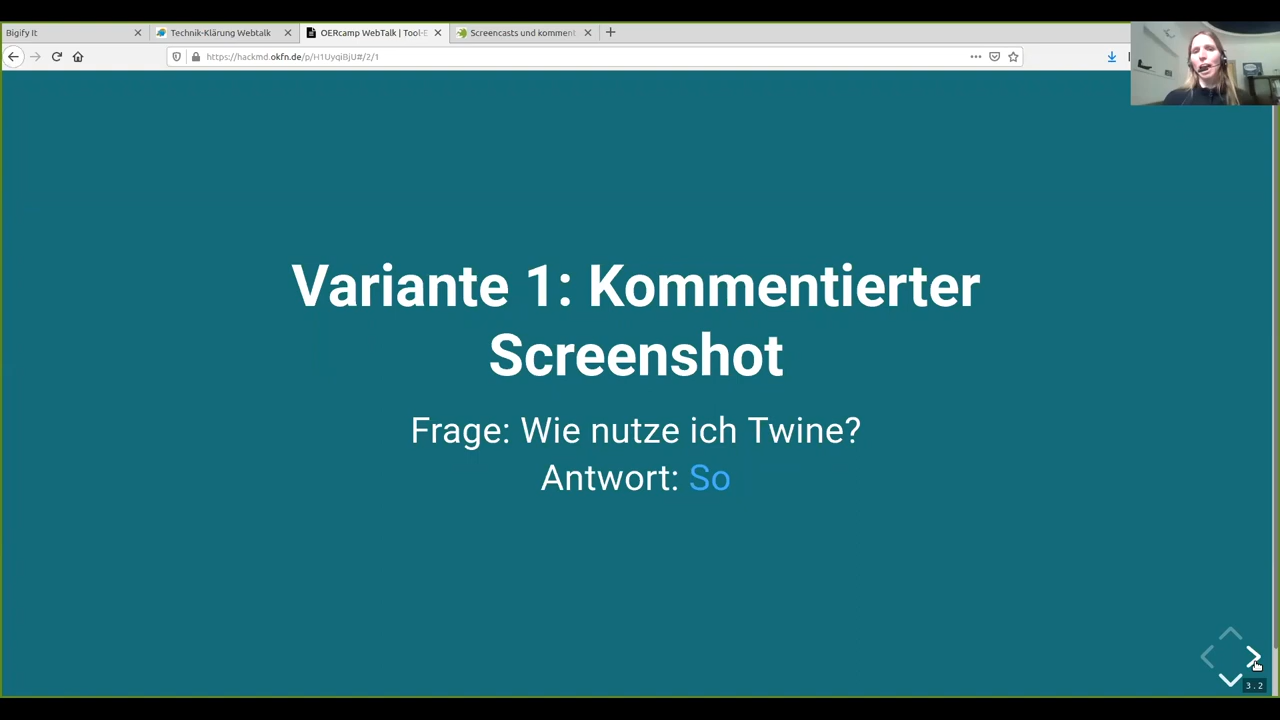 Bigify It
Technik-Klärung Webtalk
OERcamp WebTalk | Tool-E
Screencasts und komment
https://hackmd.okfn.de/p/H1UyqiBjU#/2/1
Variante 1: Kommentierter
Screenshot
Frage: Wie nutze ich Twine?
Antwort: So
3.2